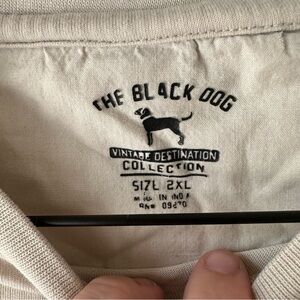 THE BLACK DOG
VINTAGE DESTINATION
COLLECTION
SIZE 2XL